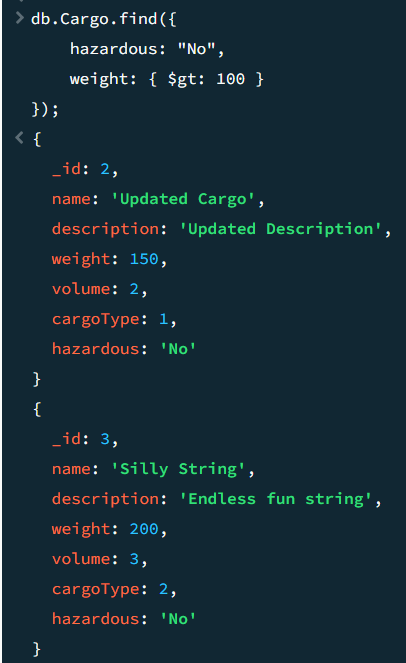 > db.Cargo.find({
hazardous: "No",
weight: { $gt: 100 }
});
< {
_id: 2,
name: 'Updated Cargo',
description: 'Updated Description',
weight: 150,
volume: 2,
cargoType: 1,
hazardous: 'No'
}
{
_id: 3,
name: 'Silly String',
description: 'Endless fun string',
weight: 200,
volume: 3,
cargoType: 2,
hazardous: 'No'
}